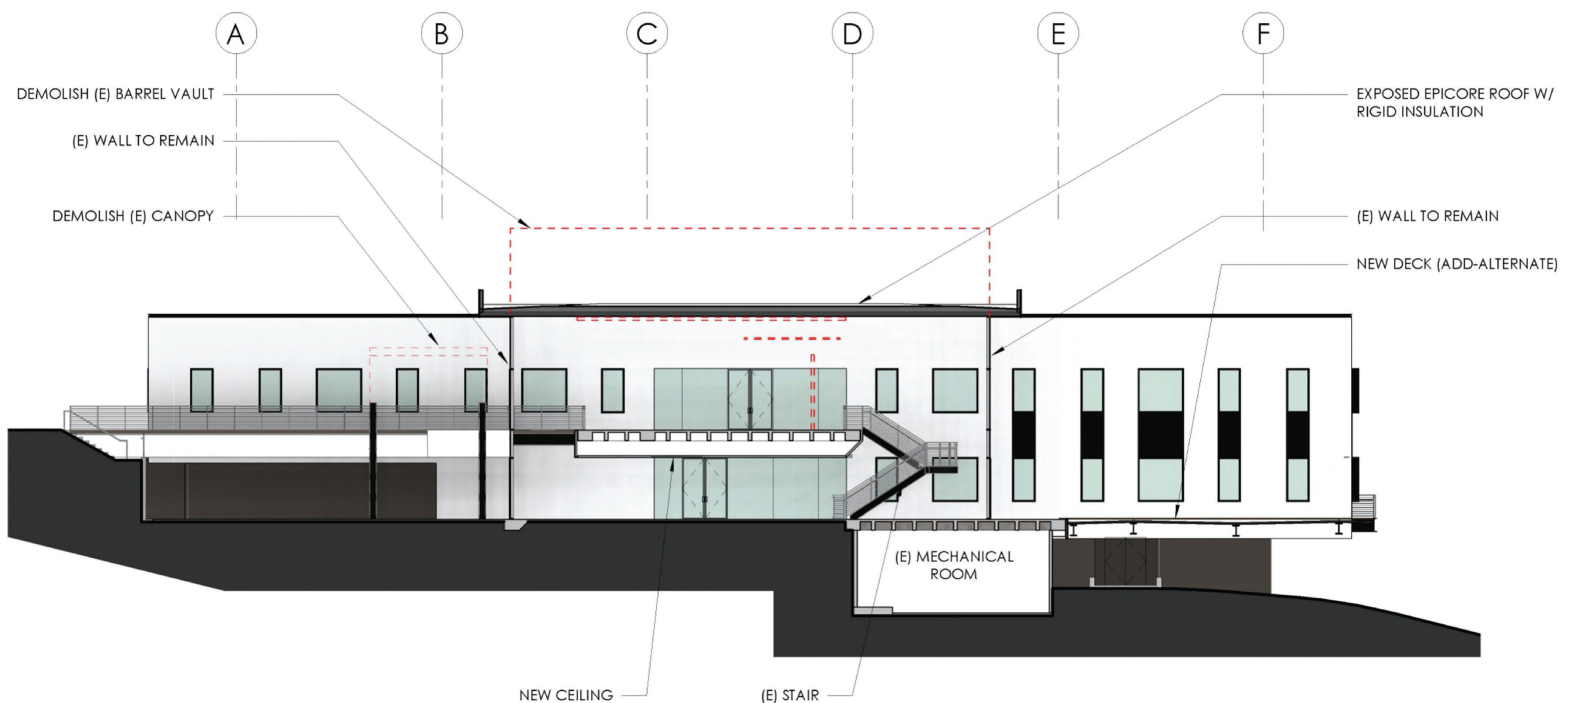 A
B
C
D
E
F
DEMOLISH (E) BARREL VAULT
(E) WALL TO REMAIN
DEMOLISH (E) CANOPY
EXPOSED EPICORE ROOF W/
RIGID INSULATION
(E) WALL TO REMAIN
NEW DECK (ADD-ALTERNATE)
(E) MECHANICAL
ROOM
NEW CEILING
(E) STAIR